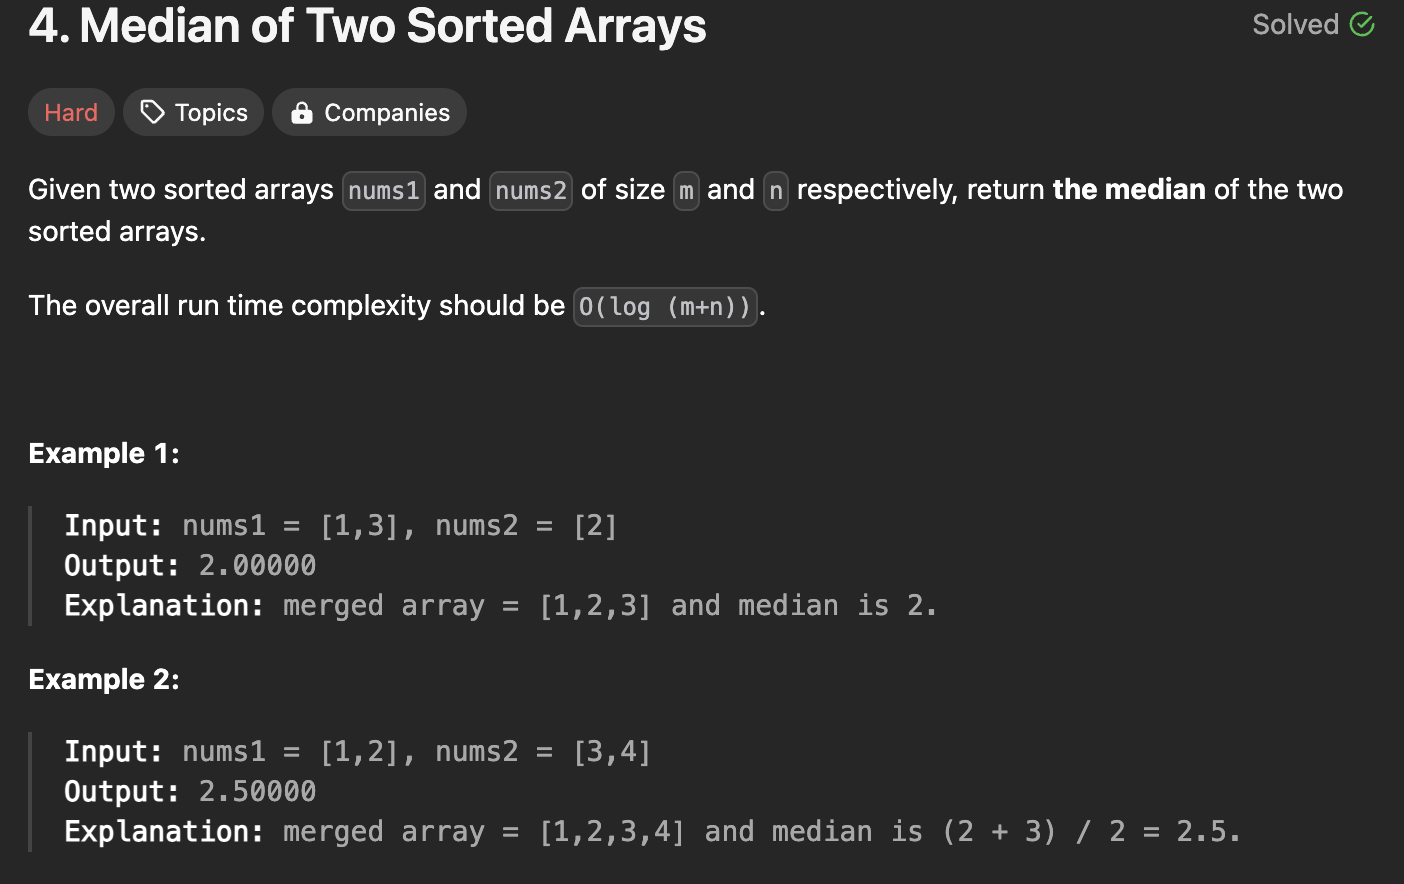 4. Median of Two Sorted Arrays
Solved
Hard
Topics
Companies
Given two sorted arrays nums1 and nums2 of size m and n respectively, return the median of the two
sorted arrays.
The overall run time complexity should be O(log (m+n)).
Example 1:
Input: nums1 = [1,3], nums2 = [2]
Output: 2.00000
Explanation: merged array = [1,2,3] and median is 2.
Example 2:
Input: nums1 = [1,2], nums2 = [3,4]
Output: 2.50000
Explanation: merged array = [1,2,3,4] and median is (2 + 3) / 2 = 2.5.